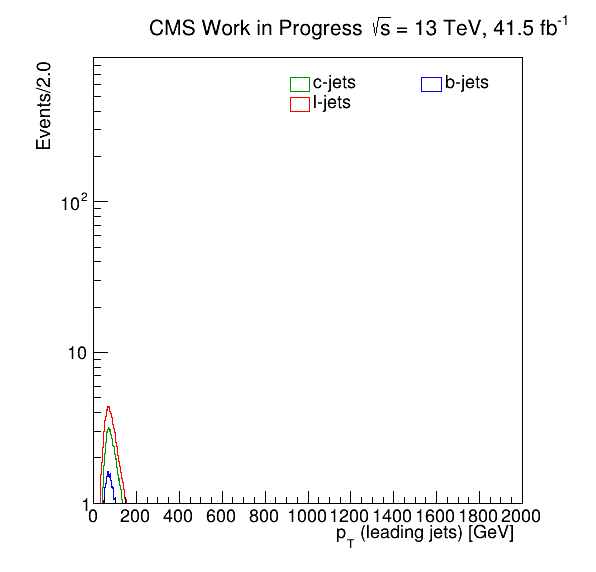 CMS Work in Progress √s = 13 TeV, 41.5 fb⁻¹
Events/2.0
c-jets b-jets
l-jets
10²
10
1
0 200 400 600 800 1000 1200 1400 1600 1800 2000
p_T (leading jets) [GeV]